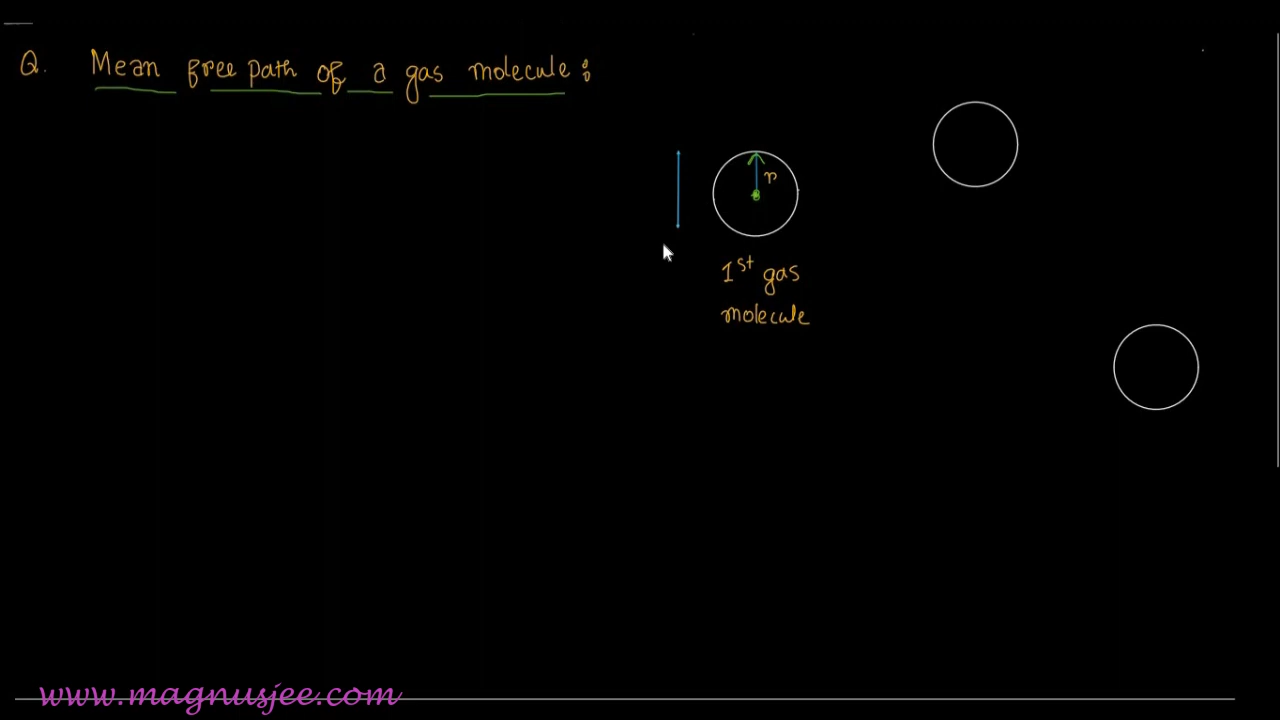 Q. Mean free path of a gas molecule :
r
1st gas
molecule
www.magnusjee.com